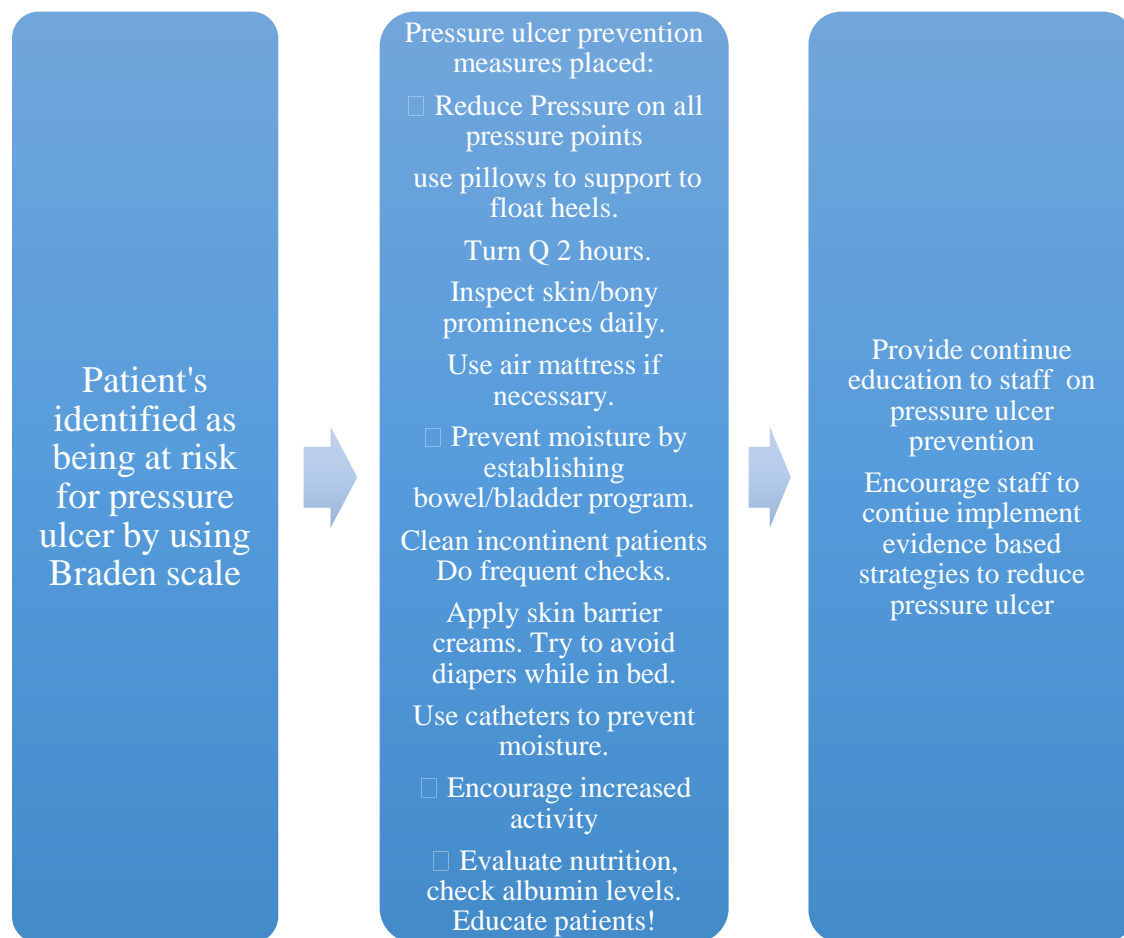 Patient's
identified as
being at risk
for pressure
ulcer by using
Braden scale
Pressure ulcer prevention
measures placed:
□ Reduce Pressure on all
pressure points
use pillows to support to
float heels.
Turn Q 2 hours.
Inspect skin/bony
prominences daily.
Use air mattress if
necessary.
□ Prevent moisture by
establishing
bowel/bladder program.
Clean incontinent patients
Do frequent checks.
Apply skin barrier
creams. Try to avoid
diapers while in bed.
Use catheters to prevent
moisture.
□ Encourage increased
activity
□ Evaluate nutrition,
check albumin levels.
Educate patients!
Provide continue
education to staff on
pressure ulcer
prevention
Encourage staff to
contiue implement
evidence based
strategies to reduce
pressure ulcer